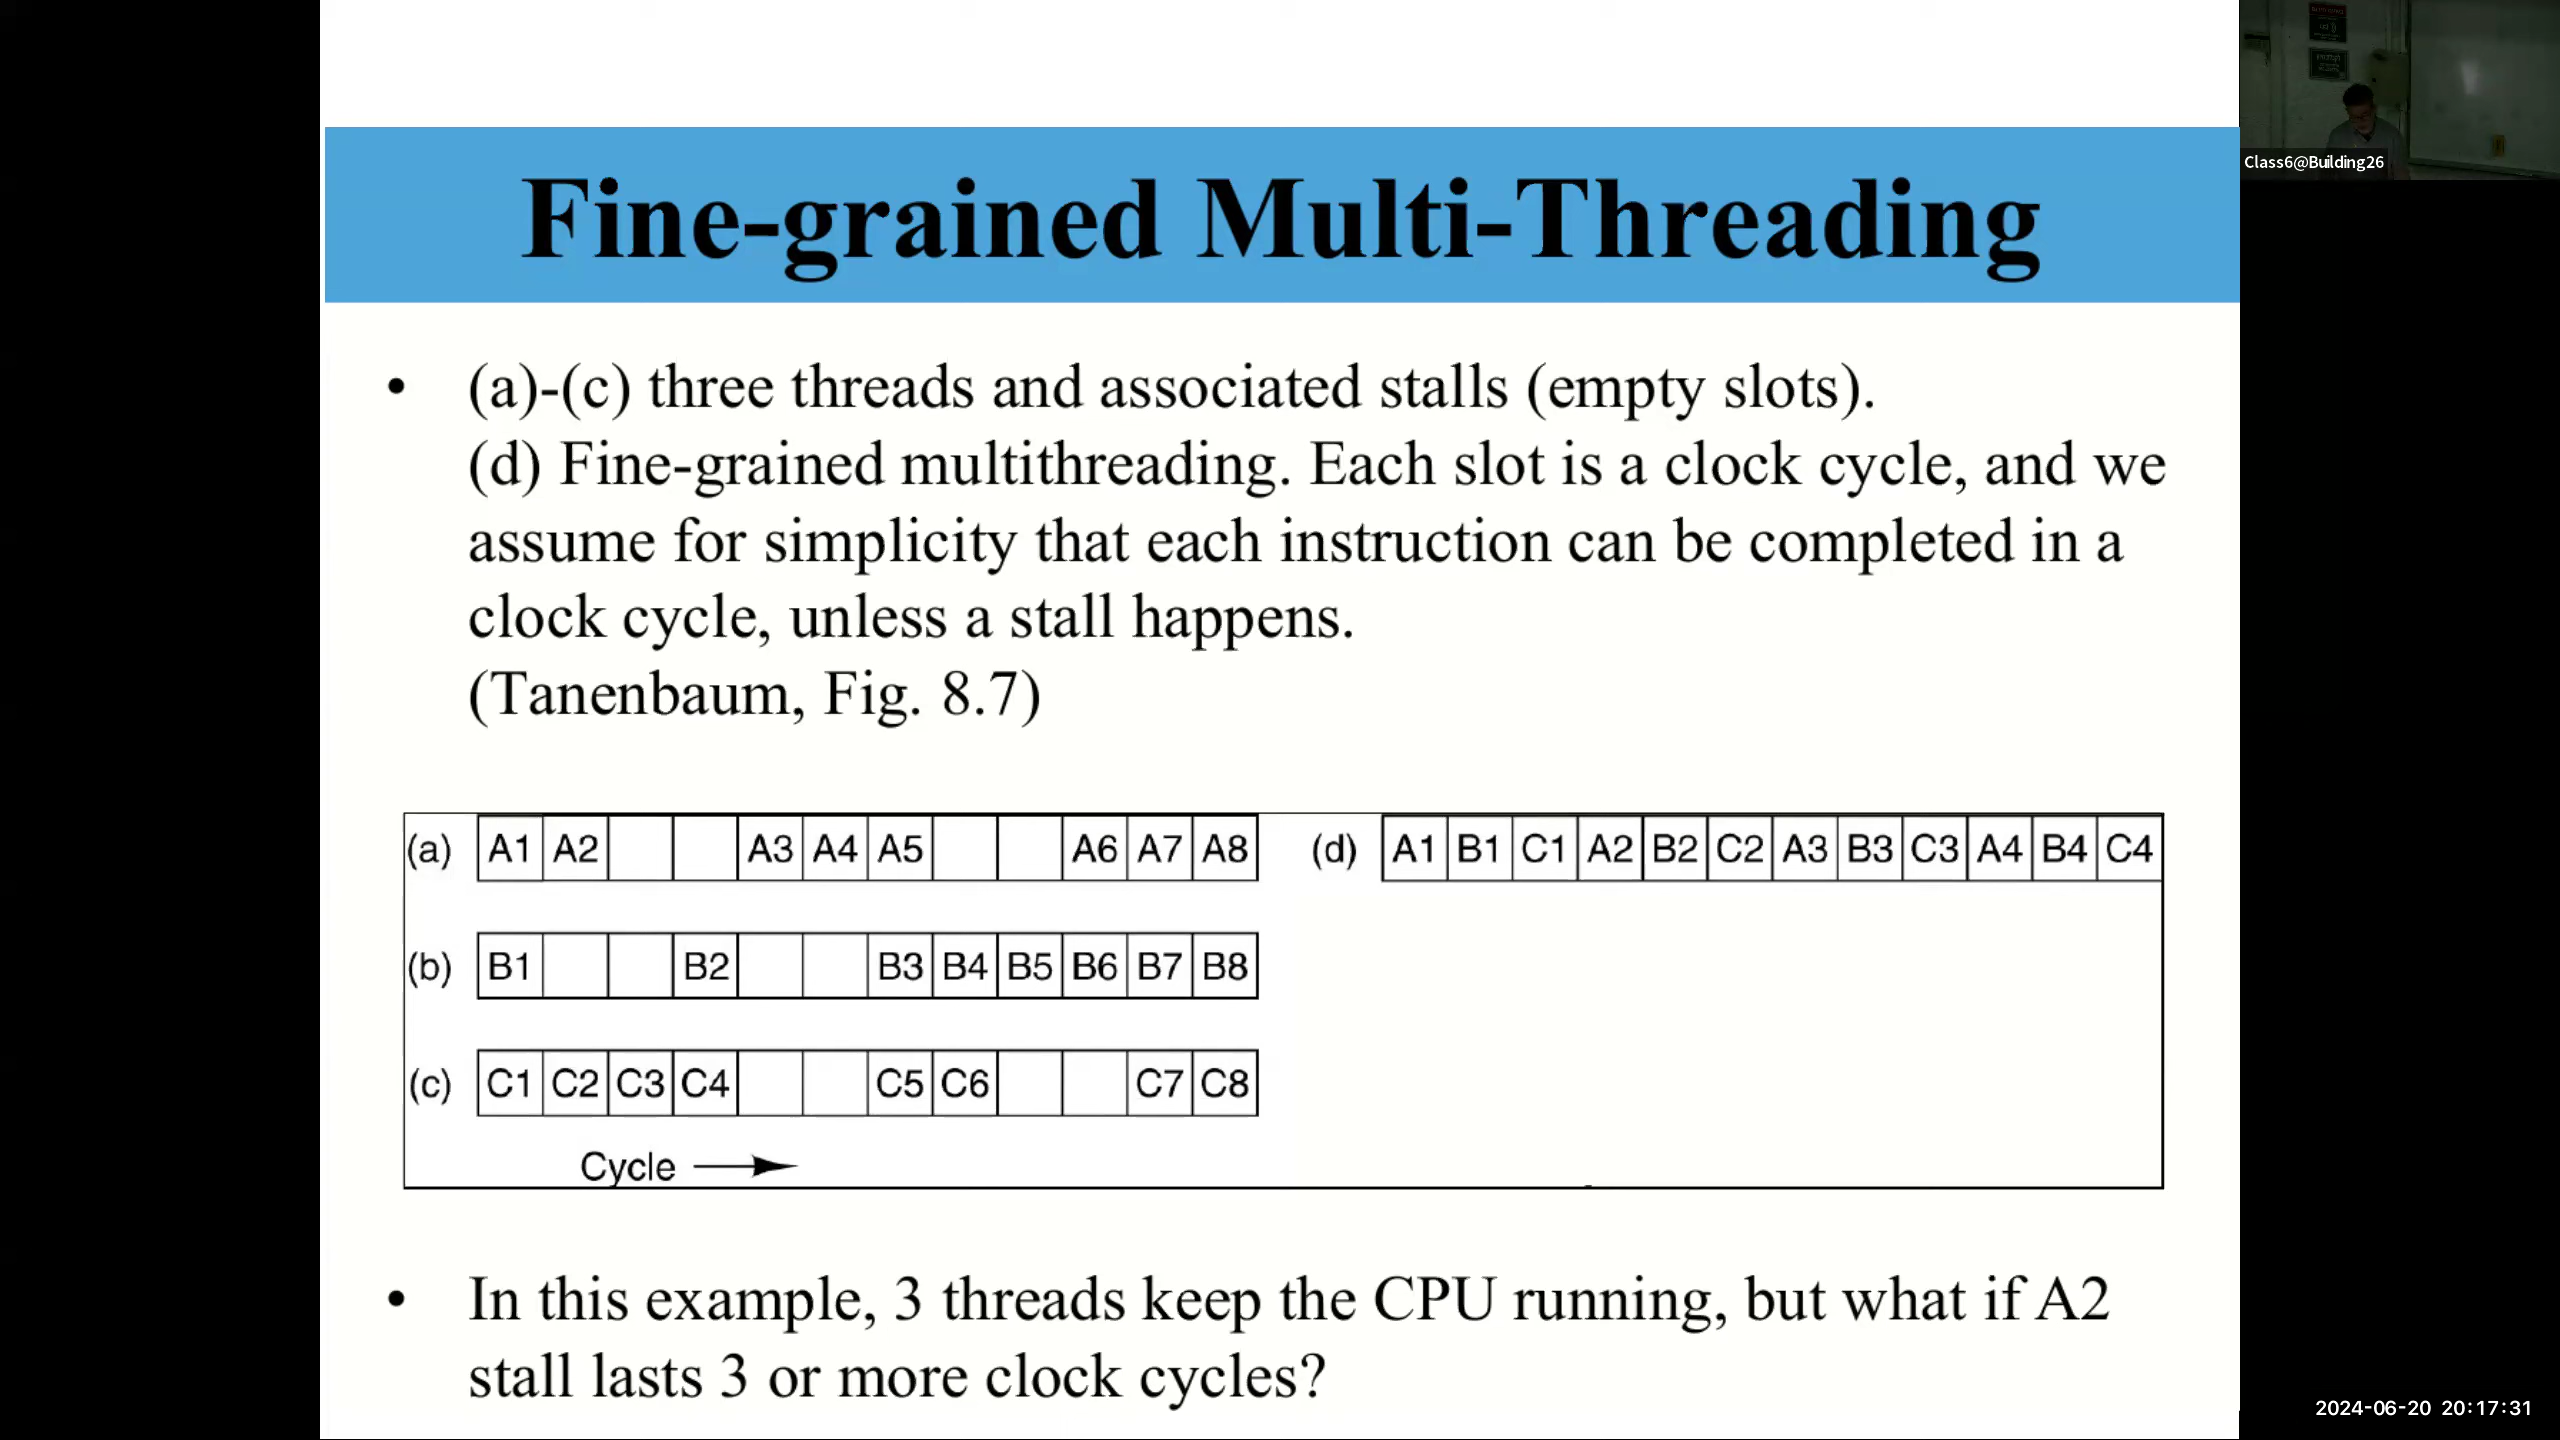 Fine-grained Multi-Threading
Class6@Building26
• (a)-(c) three threads and associated stalls (empty slots).
(d) Fine-grained multithreading. Each slot is a clock cycle, and we
assume for simplicity that each instruction can be completed in a
clock cycle, unless a stall happens.
(Tanenbaum, Fig. 8.7)
(a) A1 A2 A3 A4 A5 A6 A7 A8
(d) A1 B1 C1 A2 B2 C2 A3 B3 C3 A4 B4 C4
(b) B1 B2 B3 B4 B5 B6 B7 B8
(c) C1 C2 C3 C4 C5 C6 C7 C8
Cycle
• In this example, 3 threads keep the CPU running, but what if A2
stall lasts 3 or more clock cycles?
2024-06-20 20:17:31